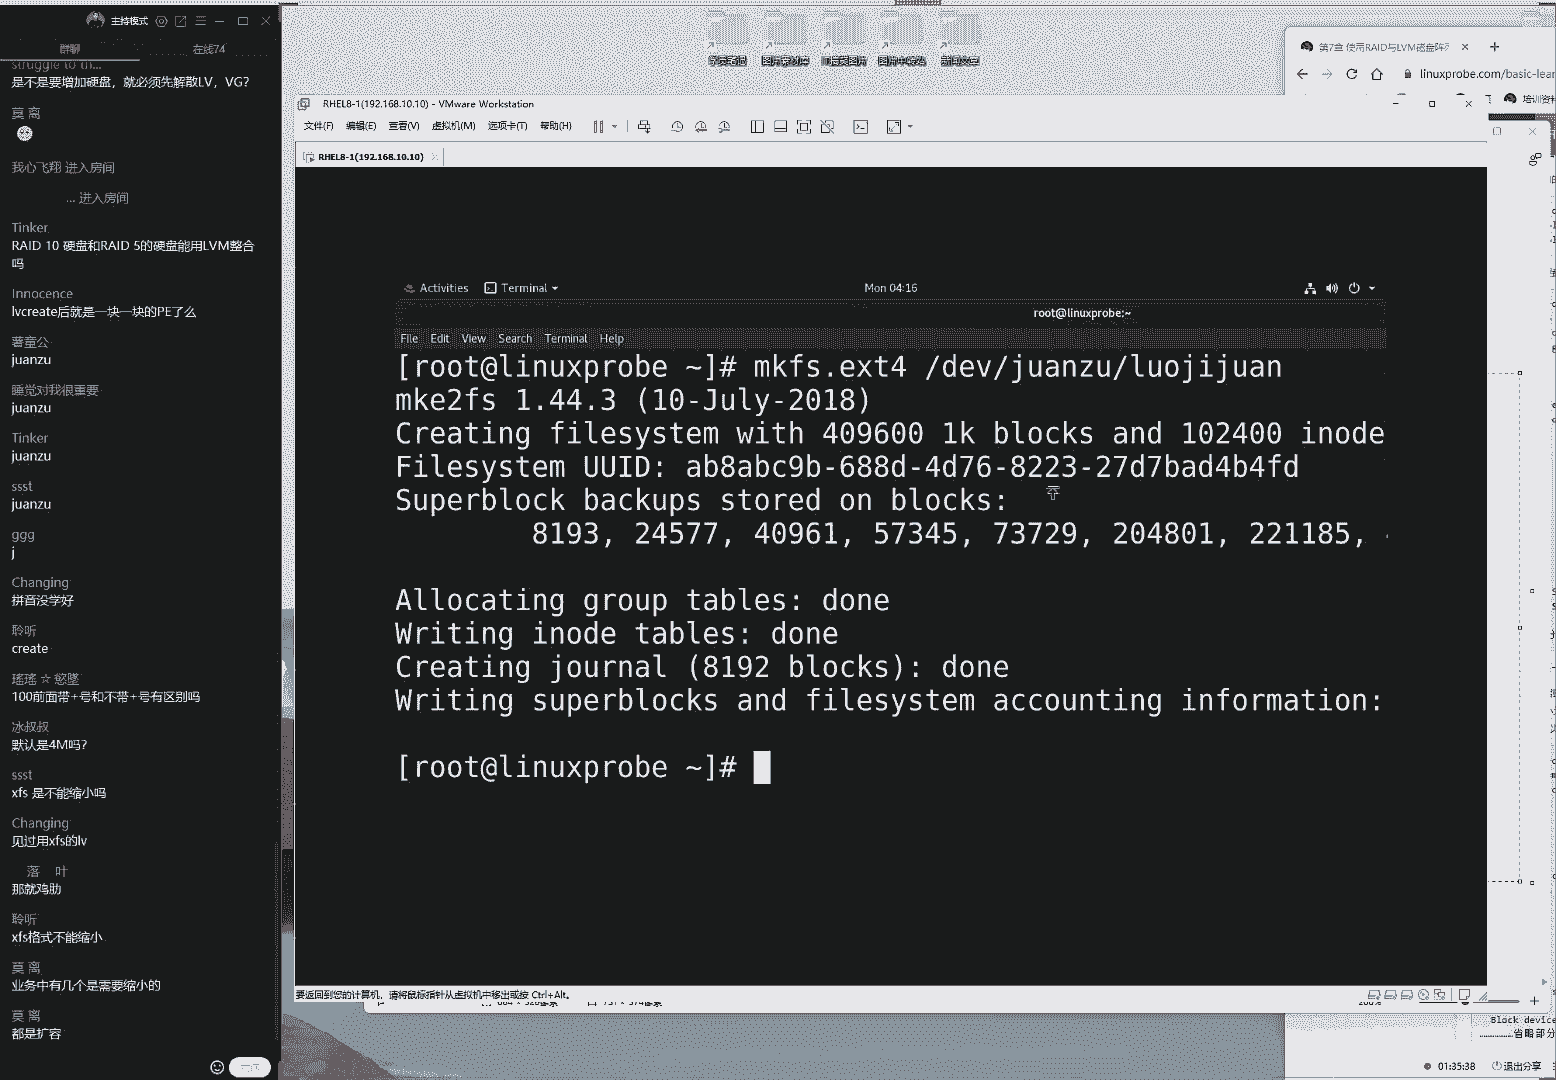 主持模式
群聊
在线74
struggle to th...
是不是要增加硬盘，就必须先解散LV，VG？
莫 离
我心飞翔 进入房间
... 进入房间
Tinker
RAID 10 硬盘和RAID 5的硬盘能用LVM整合
吗
Innocence
lvcreate后就是一块一块的PE了么
薯童公
juanzu
睡觉对我很重要
juanzu
Tinker
juanzu
ssst
juanzu
ggg
j
Changing
拼音没学好
聆听
create
瑤瑤 ☆ 慾墜
100前面带+号和不带+号有区别吗
冰叔叔
默认是4M吗?
ssst
xfs 是不能缩小吗
Changing
见过用xfs的lv
落 叶
那就鸡肋
聆听
xfs格式不能缩小
莫 离
业务中有几个是需要缩小的
莫 离
都是扩容
第7章 使用RAID与LVM磁盘阵列
linuxprobe.com/basic-lear
RHEL8-1(192.168.10.10) - VMware Workstation
文件(F) 编辑(E) 查看(V) 虚拟机(M) 选项卡(T) 帮助(H)
RHEL8-1(192.168.10.10)
Activities Terminal Mon 04:16
root@linuxprobe:~
File Edit View Search Terminal Help
[root@linuxprobe ~]# mkfs.ext4 /dev/juanzu/luojijuan
mke2fs 1.44.3 (10-July-2018)
Creating filesystem with 409600 1k blocks and 102400 inode
Filesystem UUID: ab8abc9b-688d-4d76-8223-27d7bad4b4fd
Superblock backups stored on blocks:
8193, 24577, 40961, 57345, 73729, 204801, 221185,
Allocating group tables: done
Writing inode tables: done
Creating journal (8192 blocks): done
Writing superblocks and filesystem accounting information:
[root@linuxprobe ~]#
要返回到您的计算机，请将鼠标指针从虚拟机中移出或按 Ctrl+Alt。
Block device
省略部分
01:35:38 退出分享